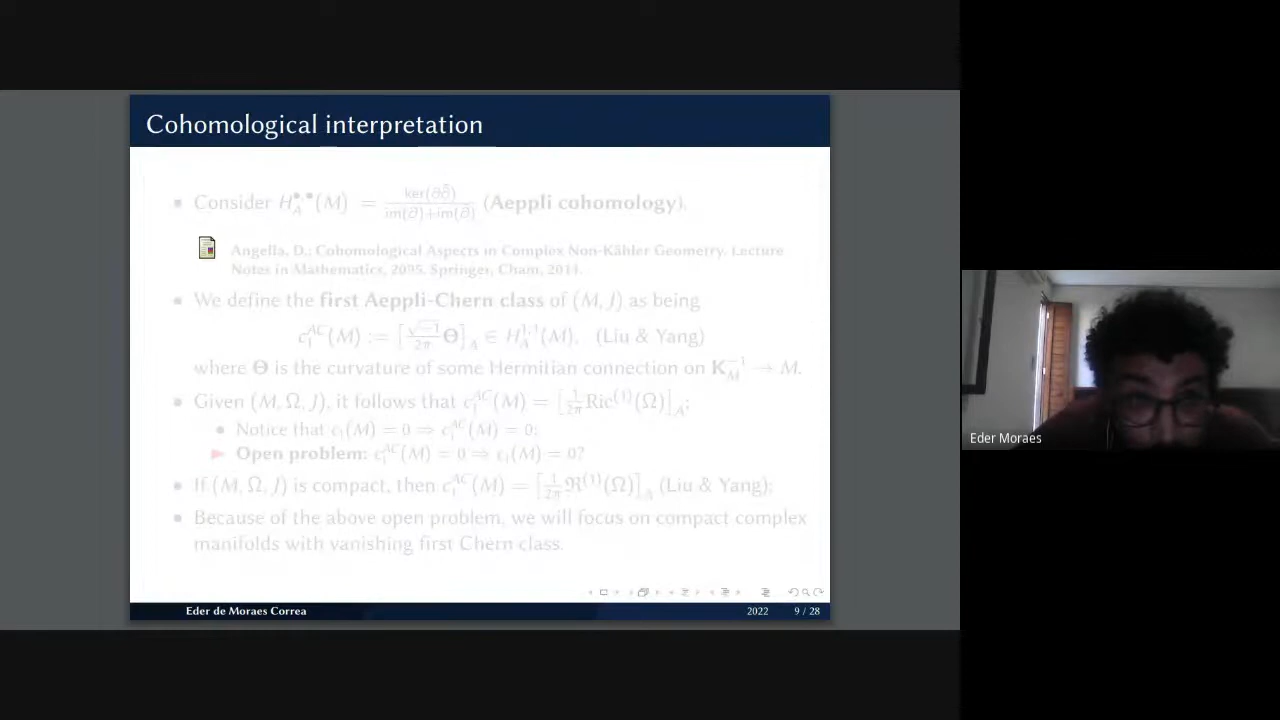 Cohomological interpretation
• Consider H_A^{•,•}(M) = ker(∂∂̄) / im(∂)+im(∂̄) (Aeppli cohomology).
Angella, D.; Cohomological Aspects in Complex Non-Kähler Geometry. Lecture
Notes in Mathematics, 2095. Springer, Cham, 2011.
• We define the first Aeppli-Chern class of (M, J) as being
c_1^{AC}(M) := [√−1/2π Θ]_A ∈ H_A^{1,1}(M), (Liu & Yang)
where Θ is the curvature of some Hermitian connection on K_M^{-1} → M.
• Given (M, Ω, J), it follows that c_1^{AC}(M) = [1/2π Ric^{(1)}(Ω)]_A;
• Notice that c_1(M) = 0 ⇒ c_1^{AC}(M) = 0;
▶ Open problem: c_1^{AC}(M) = 0 ⇒ c_1(M) = 0?
• If (M, Ω, J) is compact, then c_1^{AC}(M) = [1/2π ℜ^{(1)}(Ω)]_A (Liu & Yang);
• Because of the above open problem, we will focus on compact complex
manifolds with vanishing first Chern class.
Eder de Moraes Correa 2022 9 / 28
Eder Moraes